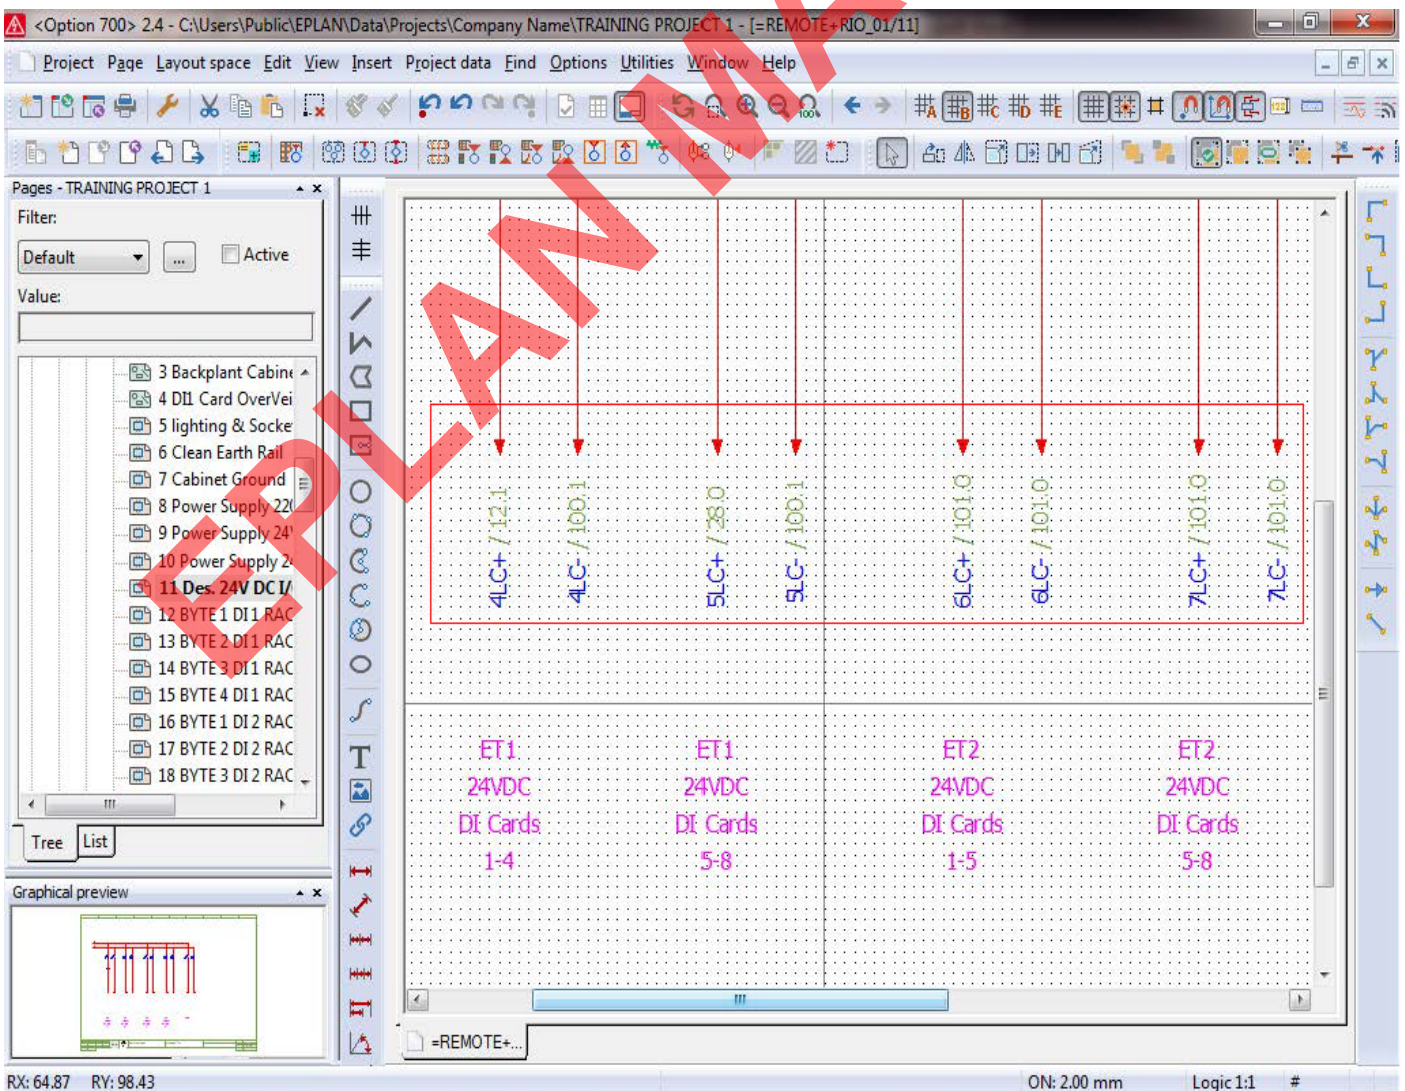 <Option 700> 2.4 - C:\Users\Public\EPLAN\Data\Projects\Company Name\TRAINING PROJECT 1 - [=REMOTE+RIO_01/11]
Project Page Layout space Edit View Insert Project data Find Options Utilities Window Help
Pages - TRAINING PROJECT 1
Filter:
Default
...
Active
Value:
3 Backplant Cabine
4 DI1 Card OverVei
5 lighting & Socke
6 Clean Earth Rail
7 Cabinet Ground
8 Power Supply 220
9 Power Supply 24V
10 Power Supply 2
11 Des. 24V DC I/
12 BYTE 1 DI 1 RAC
13 BYTE 2 DI 1 RAC
14 BYTE 3 DI 1 RAC
15 BYTE 4 DI 1 RAC
16 BYTE 1 DI 2 RAC
17 BYTE 2 DI 2 RAC
18 BYTE 3 DI 2 RAC
Tree List
Graphical preview
4LC+ / 12.1
4LC- / 100.1
5LC+ / 28.0
5LC- / 100.1
6LC+ / 101.0
6LC- / 101.0
7LC+ / 101.0
7LC- / 101.0
ET1
24VDC
DI Cards
1-4
ET1
24VDC
DI Cards
5-8
ET2
24VDC
DI Cards
1-5
ET2
24VDC
DI Cards
5-8
=REMOTE+...
RX: 64.87 RY: 98.43
ON: 2.00 mm Logic 1:1 #
EPLAN MA